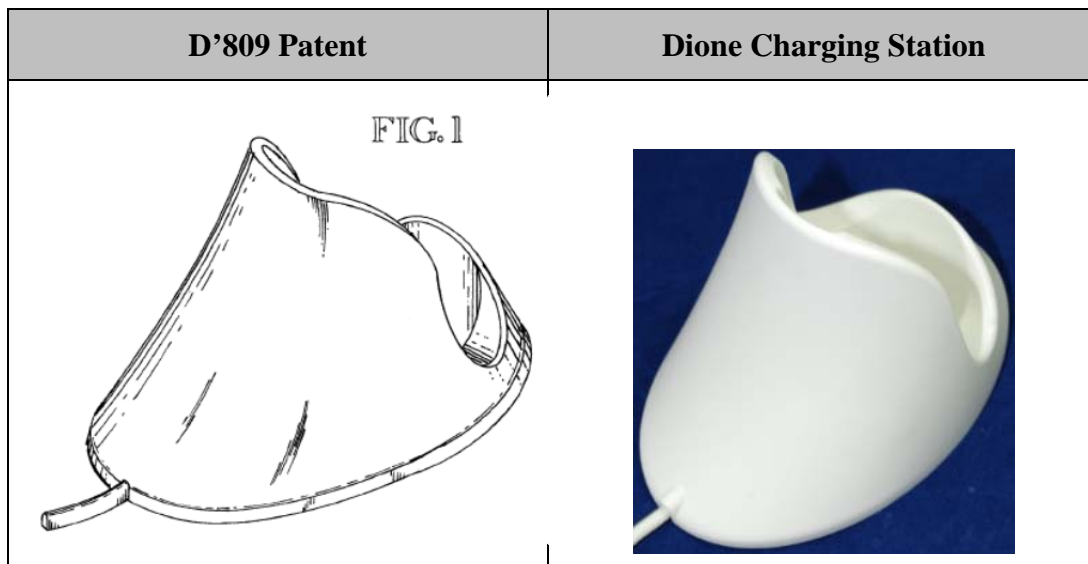 D’809 Patent
Dione Charging Station
FIG. 1